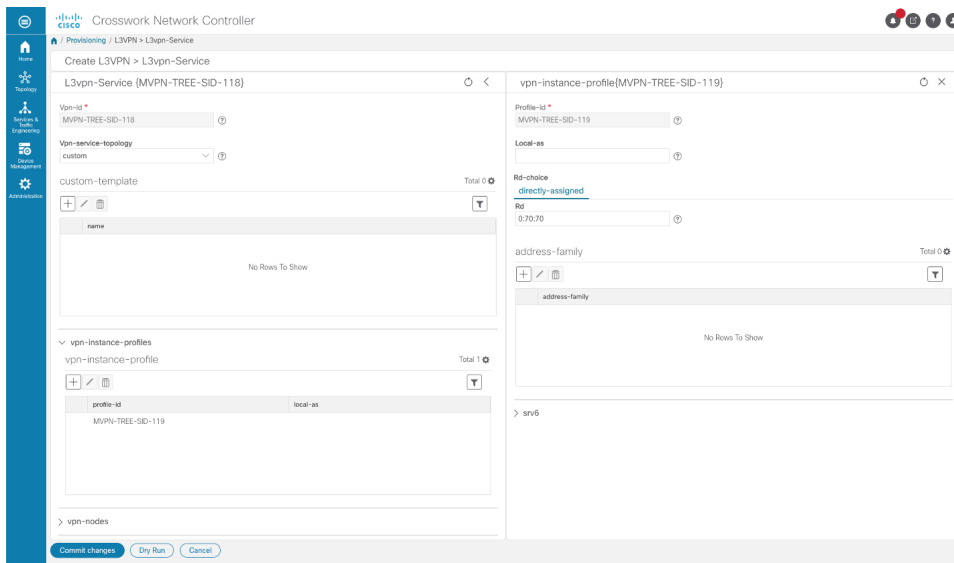 cisco Crosswork Network Controller
/ Provisioning / L3VPN > L3vpn-Service
Home
Topology
Services & Traffic Engineering
Device Management
Administration
Create L3VPN > L3vpn-Service
L3vpn-Service {MVPN-TREE-SID-118}
Vpn-id *
MVPN-TREE-SID-118
Vpn-service-topology
custom
custom-template
Total 0
name
No Rows To Show
vpn-instance-profiles
vpn-instance-profile
Total 1
profile-id local-as
MVPN-TREE-SID-119
vpn-nodes
Commit changes Dry Run Cancel
vpn-instance-profile{MVPN-TREE-SID-119}
Profile-id *
MVPN-TREE-SID-119
Local-as
Rd-choice
directly-assigned
Rd
0:70:70
address-family
Total 0
address-family
No Rows To Show
srv6